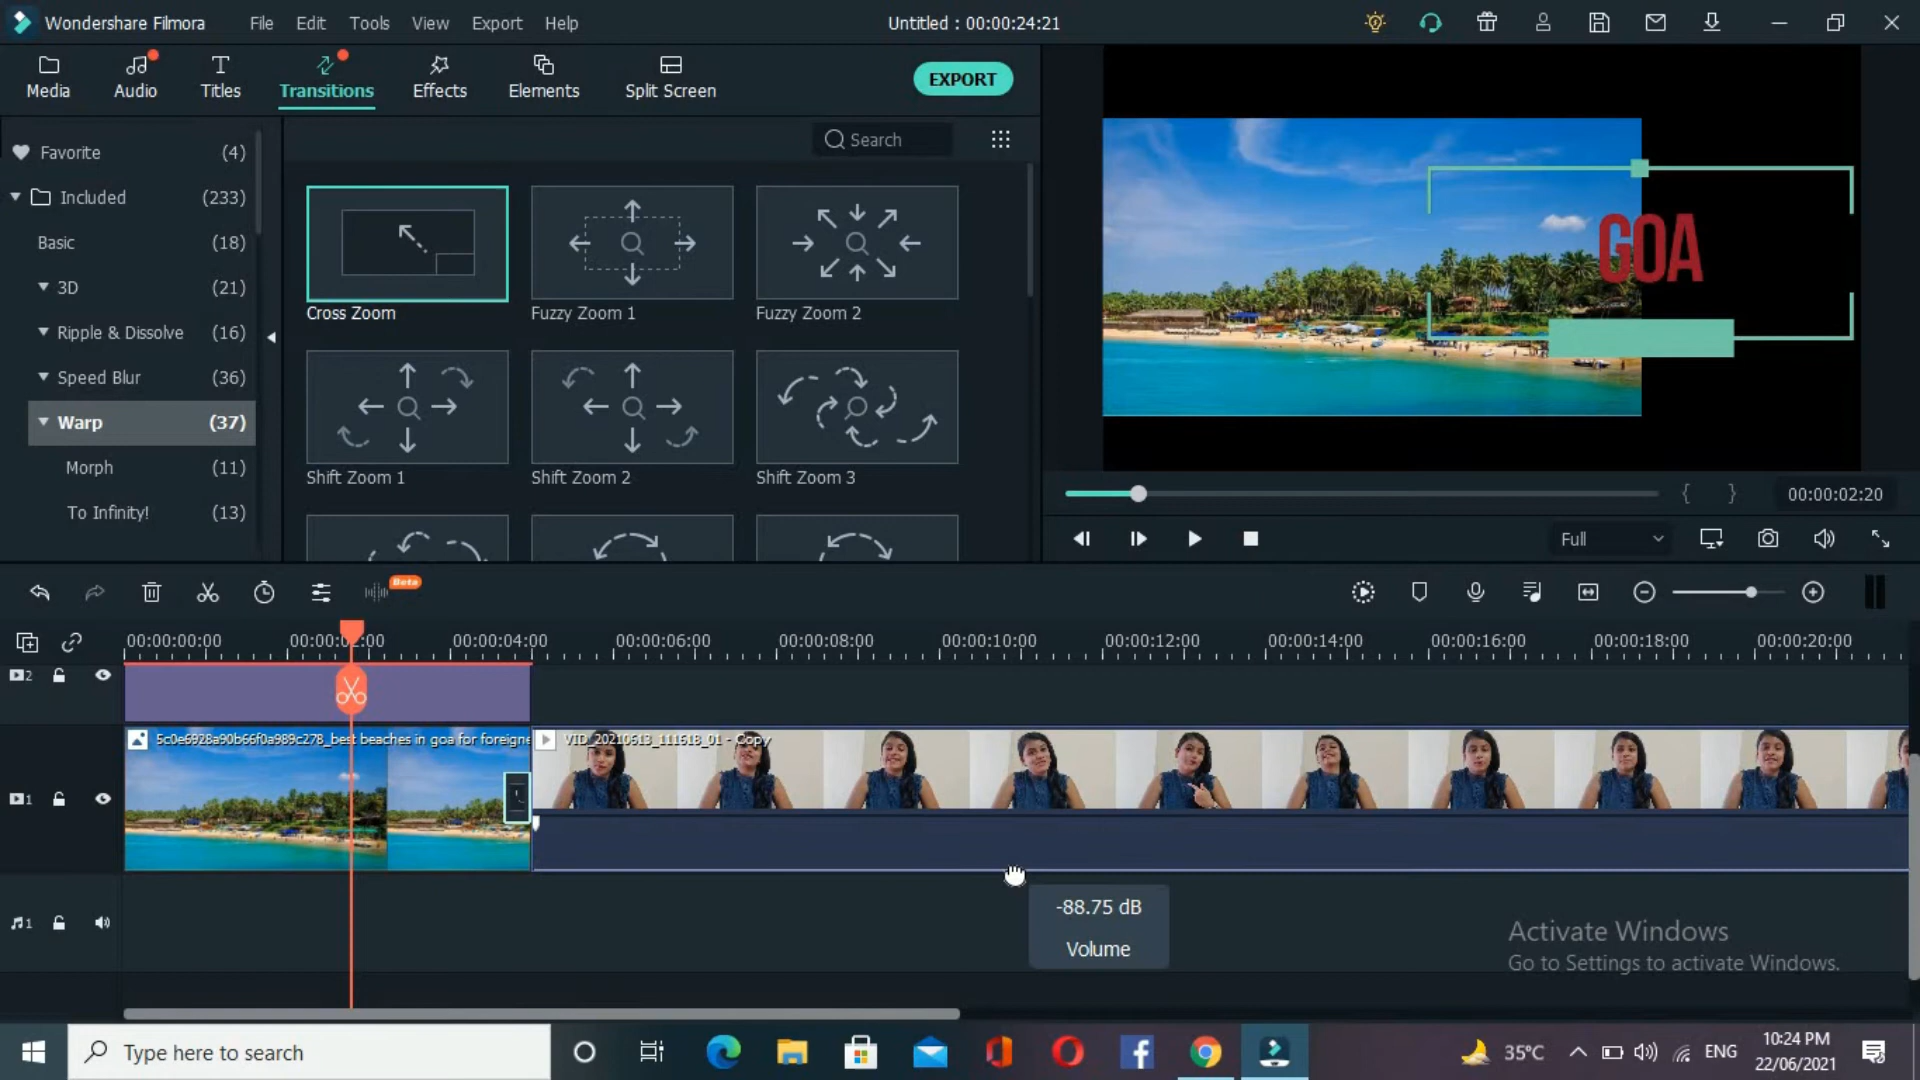 Wondershare Filmora
File Edit Tools View Export Help
Untitled : 00:00:24:21
Media Audio Titles Transitions Effects Elements Split Screen
EXPORT
Favorite (4)
Included (233)
Basic (18)
3D (21)
Ripple & Dissolve (16)
Speed Blur (36)
Warp (37)
Morph (11)
To Infinity! (13)
Search
Cross Zoom Fuzzy Zoom 1 Fuzzy Zoom 2
Shift Zoom 1 Shift Zoom 2 Shift Zoom 3
GOA
{ } 00:00:02:20
Full
Beta
00:00:00:00 00:00:02:00 00:00:04:00 00:00:06:00 00:00:08:00 00:00:10:00 00:00:12:00 00:00:14:00 00:00:16:00 00:00:18:00 00:00:20:00
2
5c0e6928a90b66f0a989c278_best beaches in goa for foreigne
VID_20210613_111618_01 - Copy
1
1
-88.75 dB
Volume
Activate Windows
Go to Settings to activate Windows.
Type here to search
35°C
ENG
10:24 PM
22/06/2021